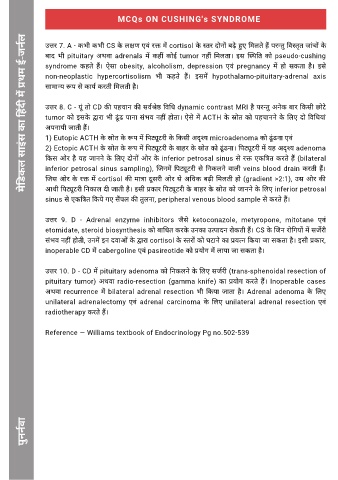 MCQs ON CUSHING's SYNDROME
मेडिकल साइंस का हिंदी में प्रथम ई-जर्नल
उत्तर 7. A - कभी कभी CS के लक्षण एवं रक्त में cortisol के स्तर दोनों बढ़े हुए मिलते हैं परन्तु विस्तृत जांचों के
बाद भी pituitary अथवा adrenals में कहीं कोई tumor नहीं मिलता। इस स्थिति को pseudo-cushing
syndrome कहते हैं। ऐसा obesity, alcoholism, depression एवं pregnancy में हो सकता है। इसे
non-neoplastic hypercortisolism भी कहते हैं। इसमें hypothalamo-pituitary-adrenal axis
सामान्य रूप से कार्य करती मिलती है।
उत्तर 8. C - यूं तो CD की पहचान की सर्वश्रेष्ठ विधि dynamic contrast MRI है परन्तु अनेक बार किसी छोटे
tumor को इसके द्वारा भी ढूंढ पाना संभव नहीं होता। ऐसे में ACTH के स्रोत को पहचानने के लिए दो विधियां
अपनायी जाती हैं।
1) Eutopic ACTH के स्रोत के रूप में पिट्यूटरी के किसी अदृश्य microadenoma को ढूंढना एवं
2) Ectopic ACTH के स्रोत के रूप में पिट्यूटरी के बाहर के स्रोत को ढूंढना। पिट्यूटरी में यह अदृश्य adenoma
किस ओर है यह जानने के लिए दोनों ओर के inferior petrosal sinus से रक्त एकत्रित करते हैं (bilateral
inferior petrosal sinus sampling), जिनमें पिट्यूटरी से निकलने वाली veins blood drain करती हैं।
जिस ओर के रक्त में cortisol की मात्रा दूसरी ओर से अधिक बढ़ी मिलती हो (gradient >2:1), उस ओर की
आधी पिट्यूटरी निकाल दी जाती है। इसी प्रकार पिट्यूटरी के बाहर के स्रोत को जानने के लिए inferior petrosal
sinus से एकत्रित किये गए सैंपल की तुलना, peripheral venous blood sample से करते हैं।
उत्तर 9. D - Adrenal enzyme inhibitors जैसे ketoconazole, metyrapone, mitotane एवं
etomidate, steroid biosynthesis को बाधित करके उनका उत्पादन रोकती हैं। CS के जिन रोगियों में सर्जरी
संभव नहीं होती, उनमें इन दवाओं के द्वारा cortisol के स्तरों को घटाने का प्रयत्न किया जा सकता है। इसी प्रकार,
inoperable CD में cabergoline एवं pasireotide को प्रयोग में लाया जा सकता है।
उत्तर 10. D - CD में pituitary adenoma को निकलने के लिए सर्जरी (trans-sphenoidal resection of
pituitary tumor) अथवा radio-resection (gamma knife) का प्रयोग करते हैं। Inoperable cases
अथवा recurrence में bilateral adrenal resection भी किया जाता है। Adrenal adenoma के लिए
unilateral adrenalectomy एवं adrenal carcinoma के लिए unilateral adrenal resection एवं
radiotherapy करते हैं।
Reference — Williams textbook of Endocrinology Pg no.502-539
पुनर्नवा